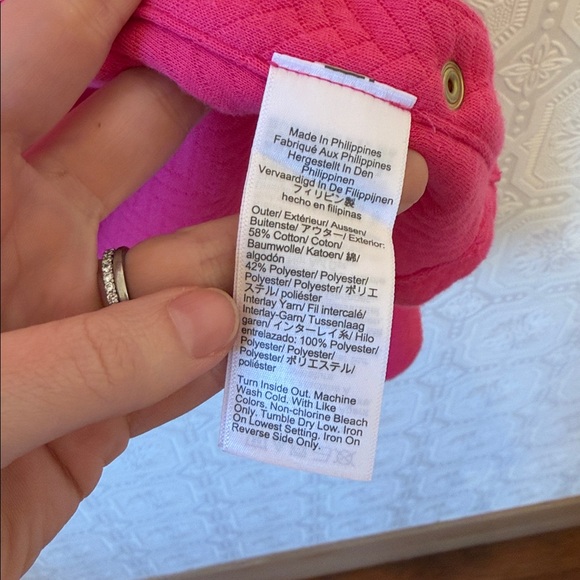 Made In Philippines
Fabriqué Aux Philippines
Hergestellt In Den
Philippinen
Vervaardigd In De Filippijnen
フィリピン製
hecho en filipinas
Outer/ Extérieur/ Aussen/
Buitenste/ アウター/ Exterior:
58% Cotton/ Coton/
Baumwolle/ Katoen/ 綿/
algodón
42% Polyester/ Polyester/
Polyester/ Polyester/ ポリエ
ステル/ poliéster
Interlay Yarn/ Fil intercalé/
Interlay-Garn/ Tussenlaag
garen/ インターレイ糸/ Hilo
entrelazado: 100% Polyester/
Polyester/ Polyester/
Polyester/ ポリエステル/
poliéster
Turn Inside Out. Machine
Wash Cold. With Like
Colors. Non-chlorine Bleach
Only. Tumble Dry Low. Iron
On Lowest Setting. Iron On
Reverse Side Only.